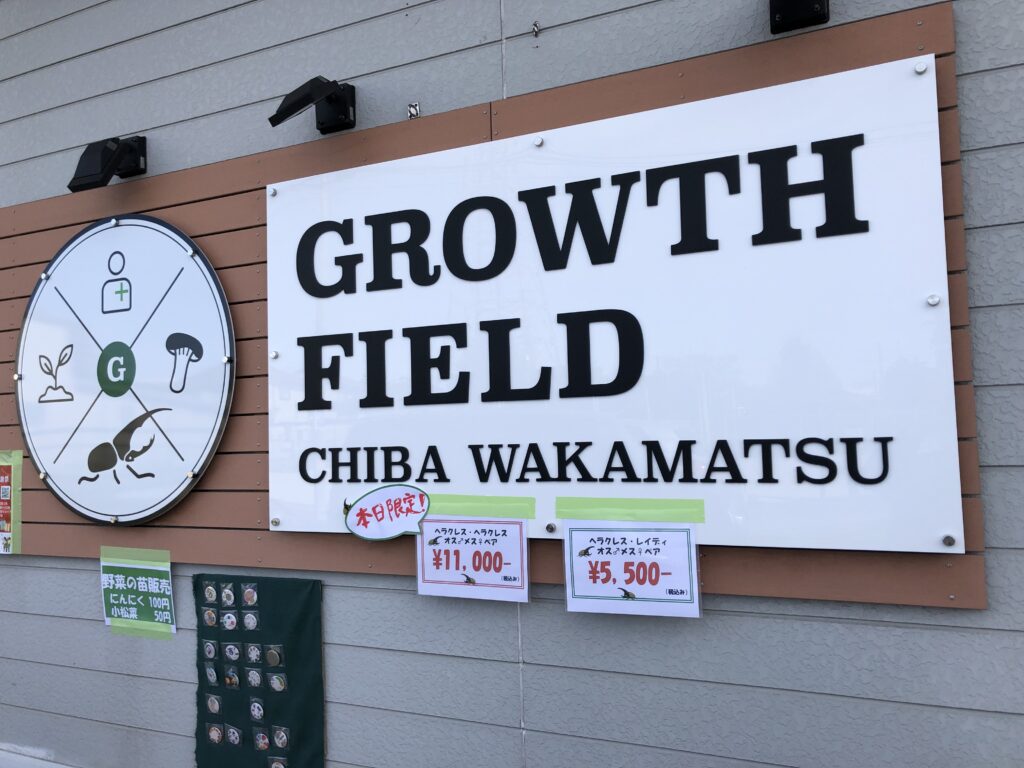 GROWTH
FIELD
CHIBA WAKAMATSU
G
本日限定!
ヘラクレス・ヘラクレス
オス♂メス♀ペア
¥11,000-
(税込み)
ヘラクレス・レイディ
オス♂メス♀ペア
¥5,500-
(税込み)
野菜の苗販売
にんにく 100円
小松菜 50円